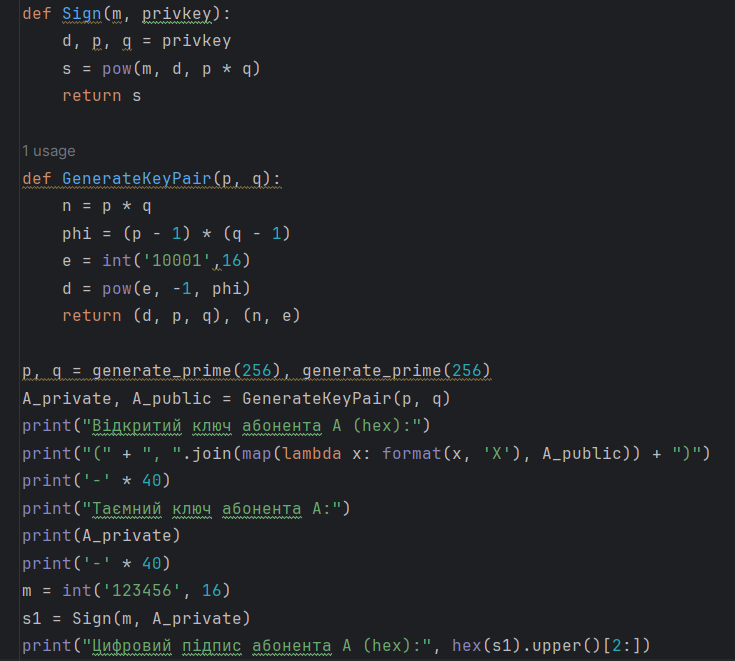 def Sign(m, privkey):
    d, p, q = privkey
    s = pow(m, d, p * q)
    return s
1 usage
def GenerateKeyPair(p, q):
    n = p * q
    phi = (p - 1) * (q - 1)
    e = int('10001',16)
    d = pow(e, -1, phi)
    return (d, p, q), (n, e)
p, q = generate_prime(256), generate_prime(256)
A_private, A_public = GenerateKeyPair(p, q)
print("Відкритий ключ абонента А (hex):")
print("(" + ", ".join(map(lambda x: format(x, 'X'), A_public)) + ")")
print('-' * 40)
print("Таємний ключ абонента А:")
print(A_private)
print('-' * 40)
m = int('123456', 16)
s1 = Sign(m, A_private)
print("Цифровий підпис абонента А (hex):", hex(s1).upper()[2:])